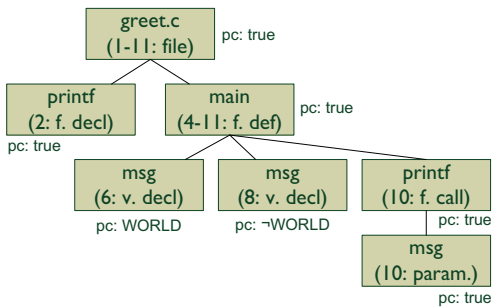 greet.c
(1-11: file)
pc: true
printf
(2: f. decl)
pc: true
main
(4-11: f. def)
pc: true
msg
(6: v. decl)
pc: WORLD
msg
(8: v. decl)
pc: ¬WORLD
printf
(10: f. call)
pc: true
msg
(10: param.)
pc: true